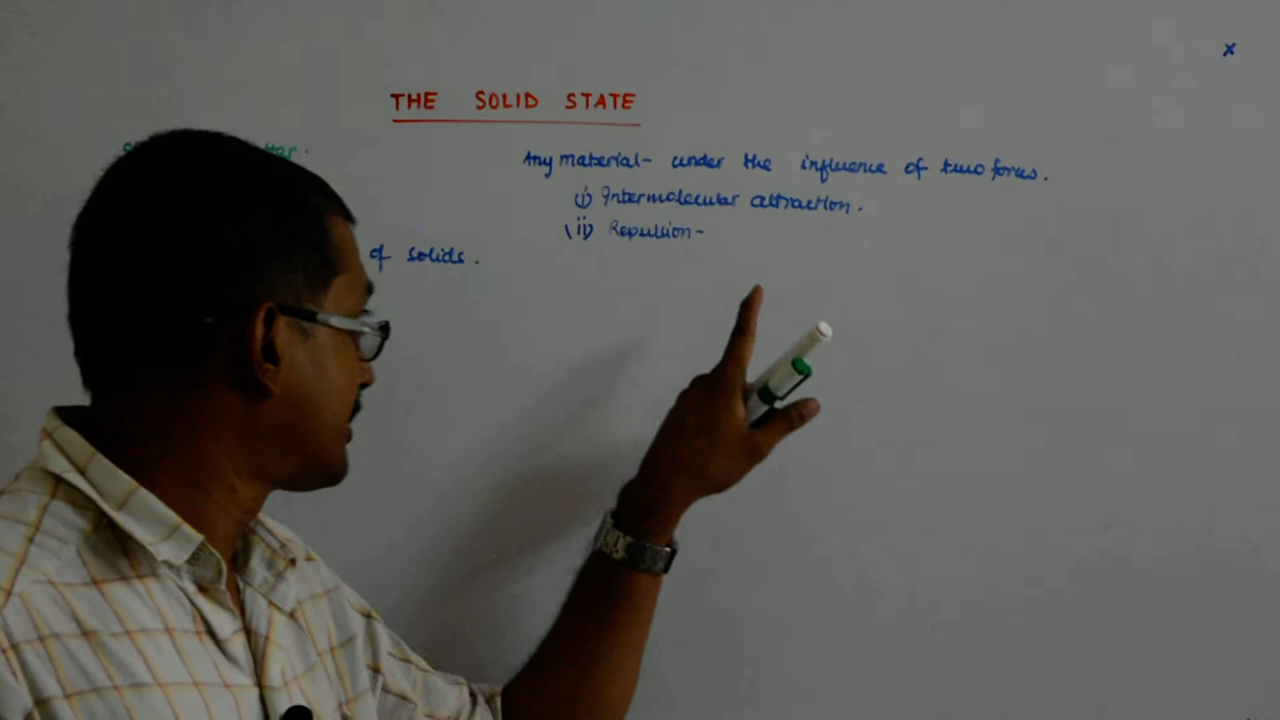 THE SOLID STATE
Any material- under the influence of two forces.
(i) Intermolecular attraction.
(ii) Repulsion-
of solids.
x